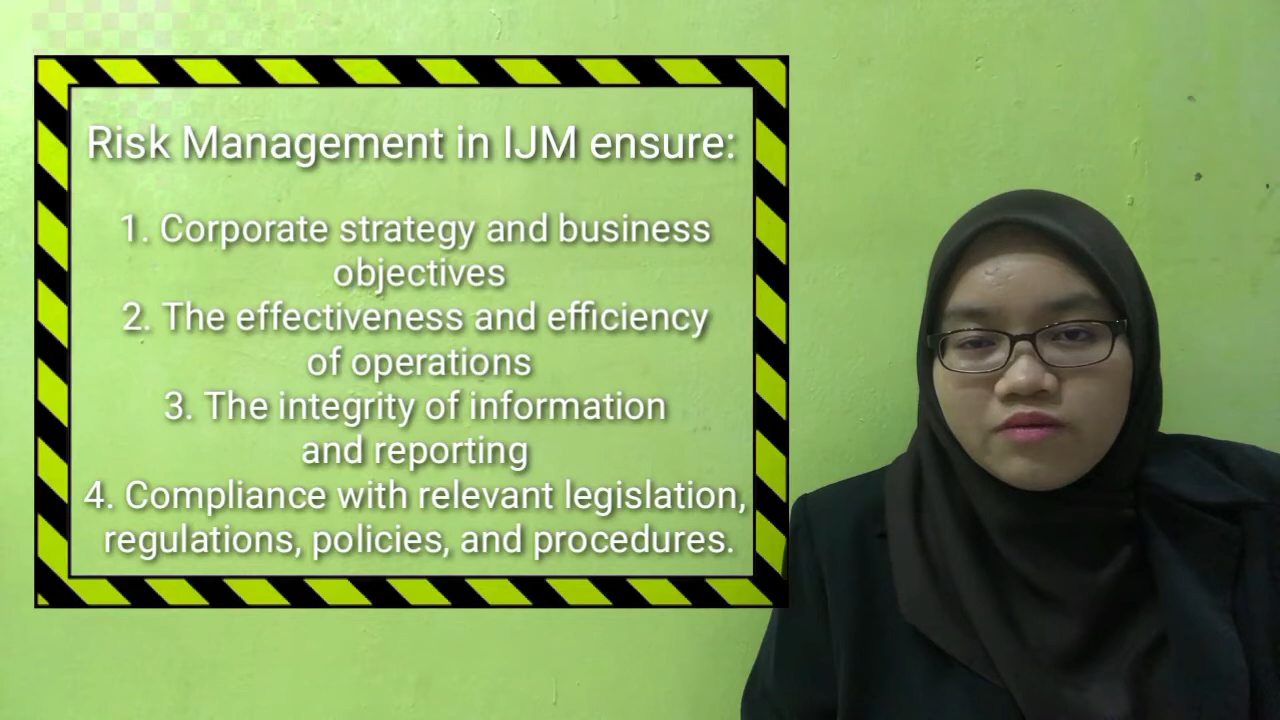 Risk Management in IJM ensure:
1. Corporate strategy and business
objectives
2. The effectiveness and efficiency
of operations
3. The integrity of information
and reporting
4. Compliance with relevant legislation,
regulations, policies, and procedures.